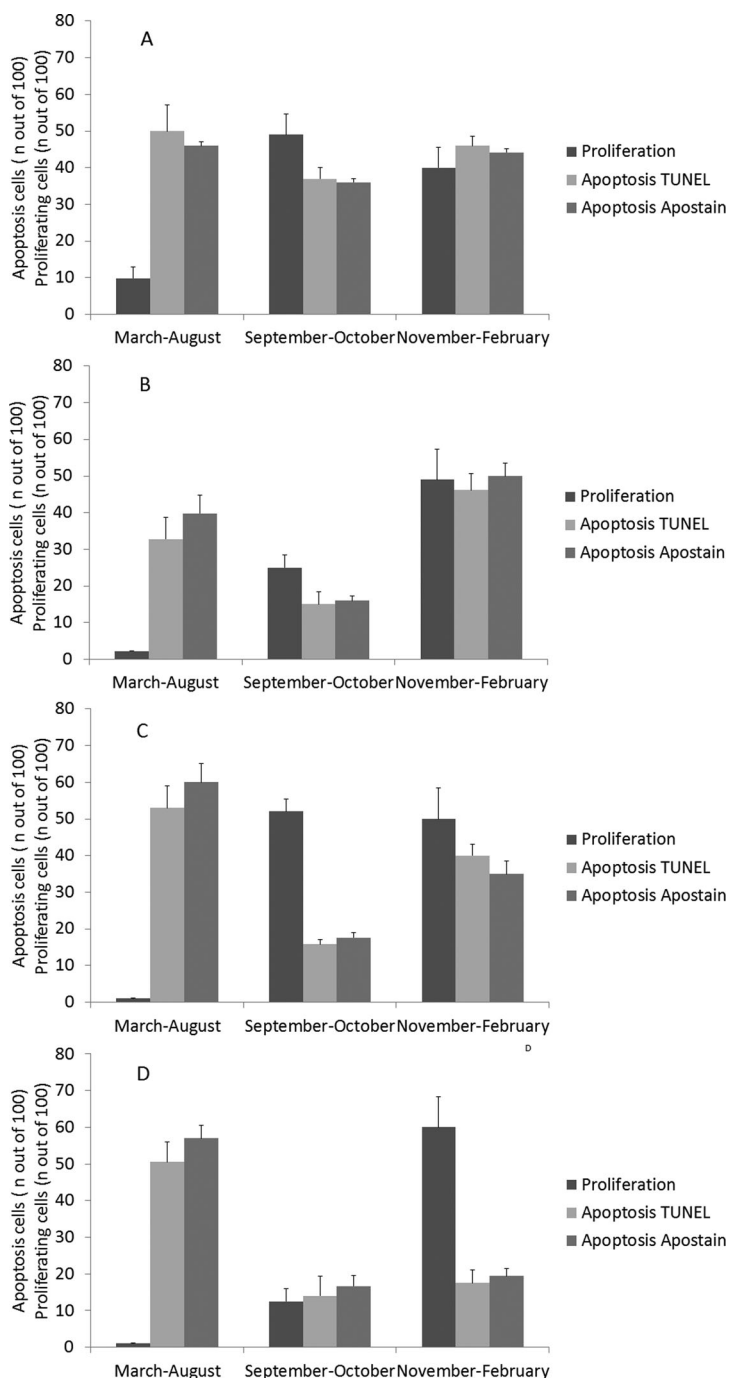 A
Apoptosis cells ( n out of 100)
Proliferating cells (n out of 100)
80
70
60
50
40
30
20
10
0
March-August September-October November-February
Proliferation
Apoptosis TUNEL
Apoptosis Apostain
B
Apoptosis cells ( n out of 100)
Proliferating cells (n out of 100)
80
70
60
50
40
30
20
10
0
March-August September-October November-February
Proliferation
Apoptosis TUNEL
Apoptosis Apostain
C
Apoptosis cells ( n out of 100)
Proliferating cells (n out of 100)
80
70
60
50
40
30
20
10
0
March-August September-October November-February
Proliferation
Apoptosis TUNEL
Apoptosis Apostain
D
D
Apoptosis cells ( n out of 100)
Proliferating cells (n out of 100)
80
70
60
50
40
30
20
10
0
March-August September-October November-February
Proliferation
Apoptosis TUNEL
Apoptosis Apostain